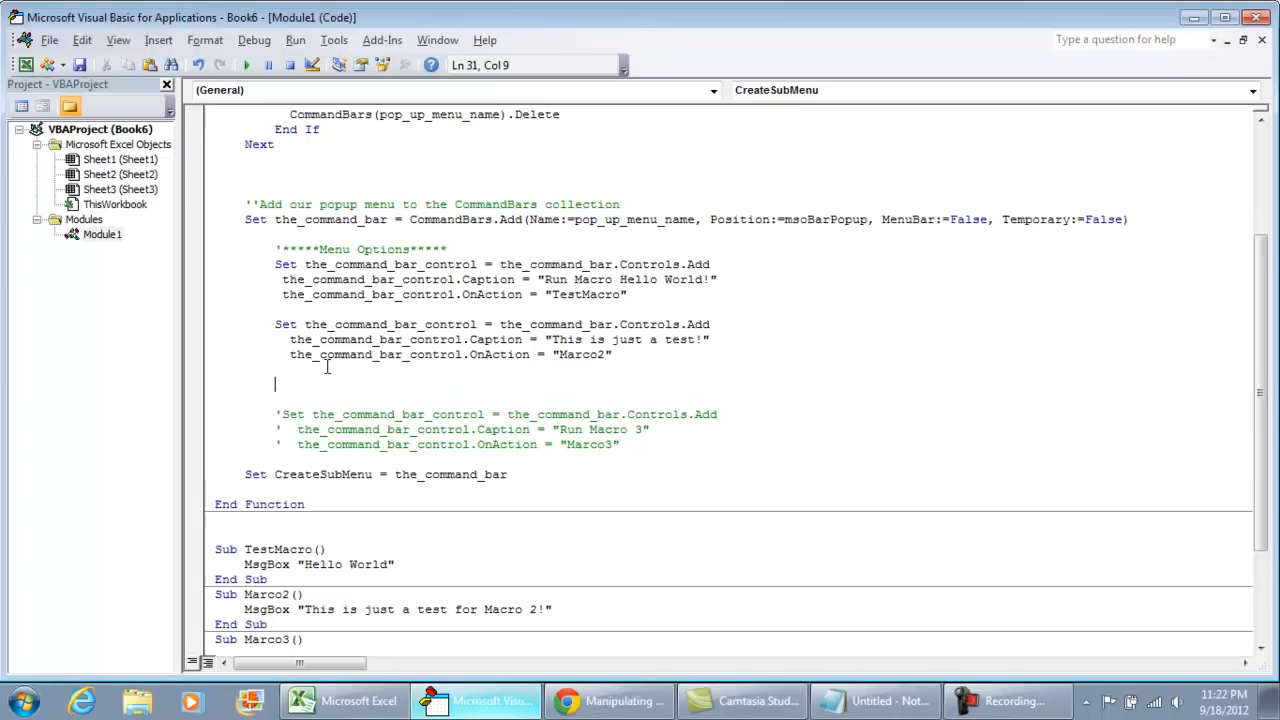 Microsoft Visual Basic for Applications - Book6 - [Module1 (Code)]
File Edit View Insert Format Debug Run Tools Add-Ins Window Help
Type a question for help
Ln 31, Col 9
Project - VBAProject
(General)
CreateSubMenu
VBAProject (Book6)
Microsoft Excel Objects
Sheet1 (Sheet1)
Sheet2 (Sheet2)
Sheet3 (Sheet3)
ThisWorkbook
Modules
Module1
CommandBars(pop_up_menu_name).Delete
End If
Next
''Add our popup menu to the CommandBars collection
Set the_command_bar = CommandBars.Add(Name:=pop_up_menu_name, Position:=msoBarPopup, MenuBar:=False, Temporary:=False)
'*****Menu Options*****
Set the_command_bar_control = the_command_bar.Controls.Add
the_command_bar_control.Caption = "Run Macro Hello World!"
the_command_bar_control.OnAction = "TestMacro"
Set the_command_bar_control = the_command_bar.Controls.Add
the_command_bar_control.Caption = "This is just a test!"
the_command_bar_control.OnAction = "Marco2"
'Set the_command_bar_control = the_command_bar.Controls.Add
' the_command_bar_control.Caption = "Run Macro 3"
' the_command_bar_control.OnAction = "Marco3"
Set CreateSubMenu = the_command_bar
End Function
Sub TestMacro()
MsgBox "Hello World"
End Sub
Sub Marco2()
MsgBox "This is just a test for Macro 2!"
End Sub
Sub Marco3()
Microsoft Excel
Microsoft Visu...
Manipulating ...
Camtasia Stud...
Untitled - Not...
Recording...
11:22 PM
9/18/2012